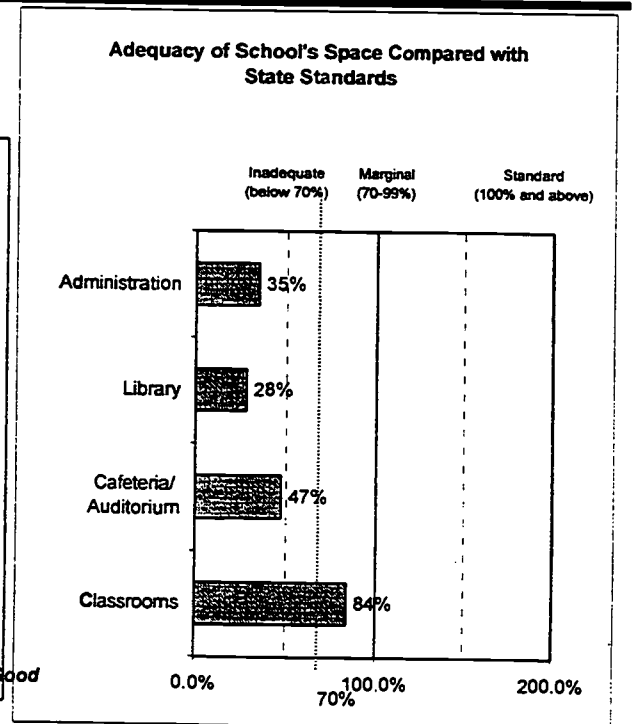 Adequacy of School's Space Compared with
State Standards
Inadequate
(below 70%)
Marginal
(70-99%)
Standard
(100% and above)
Administration
35%
Library
28%
Cafeteria/
Auditorium
47%
Classrooms
84%
Good
0.0%
70%
100.0%
200.0%